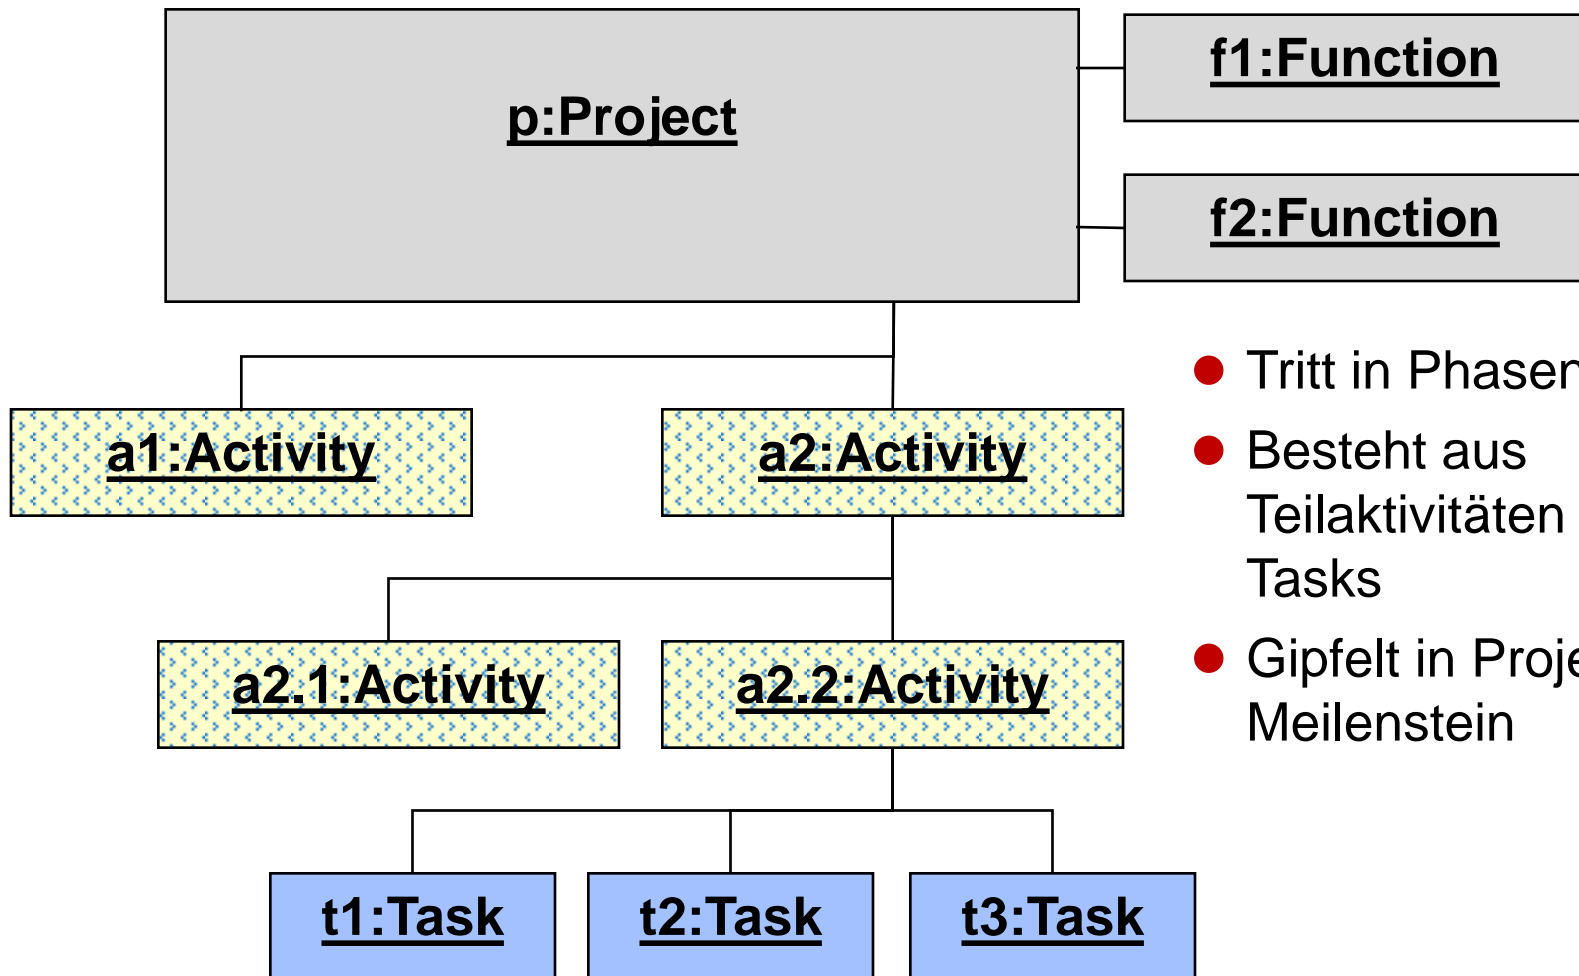 p:Project
f1:Function
f2:Function
a1:Activity
a2:Activity
a2.1:Activity
a2.2:Activity
t1:Task
t2:Task
t3:Task
Tritt in Phasen
Besteht aus
Teilaktivitäten
Tasks
Gipfelt in
Meilenstein